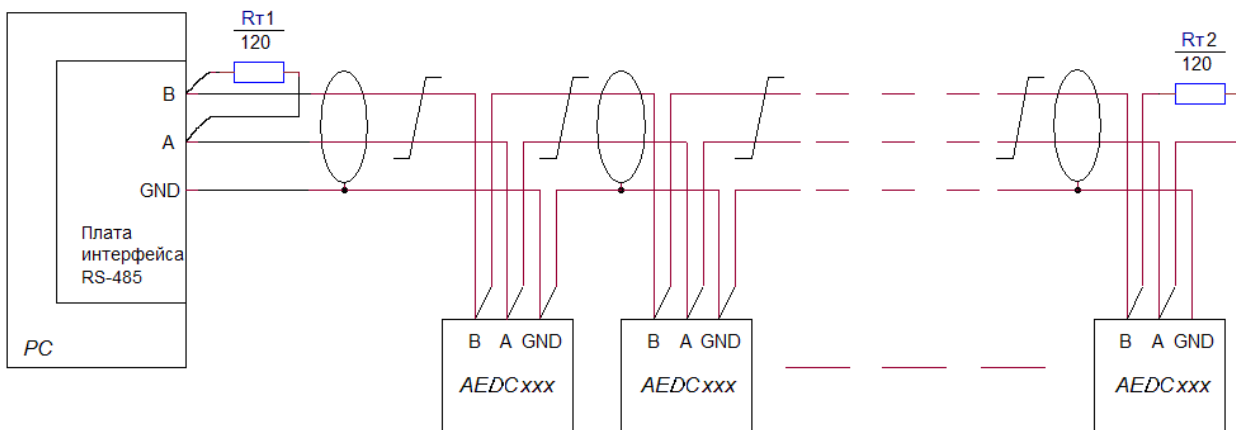 Rт1
120
Rт2
120
B
A
GND
Плата
интерфейса
RS-485
PC
B A GND
AEDCxxx
B A GND
AEDCxxx
B A GND
AEDCxxx